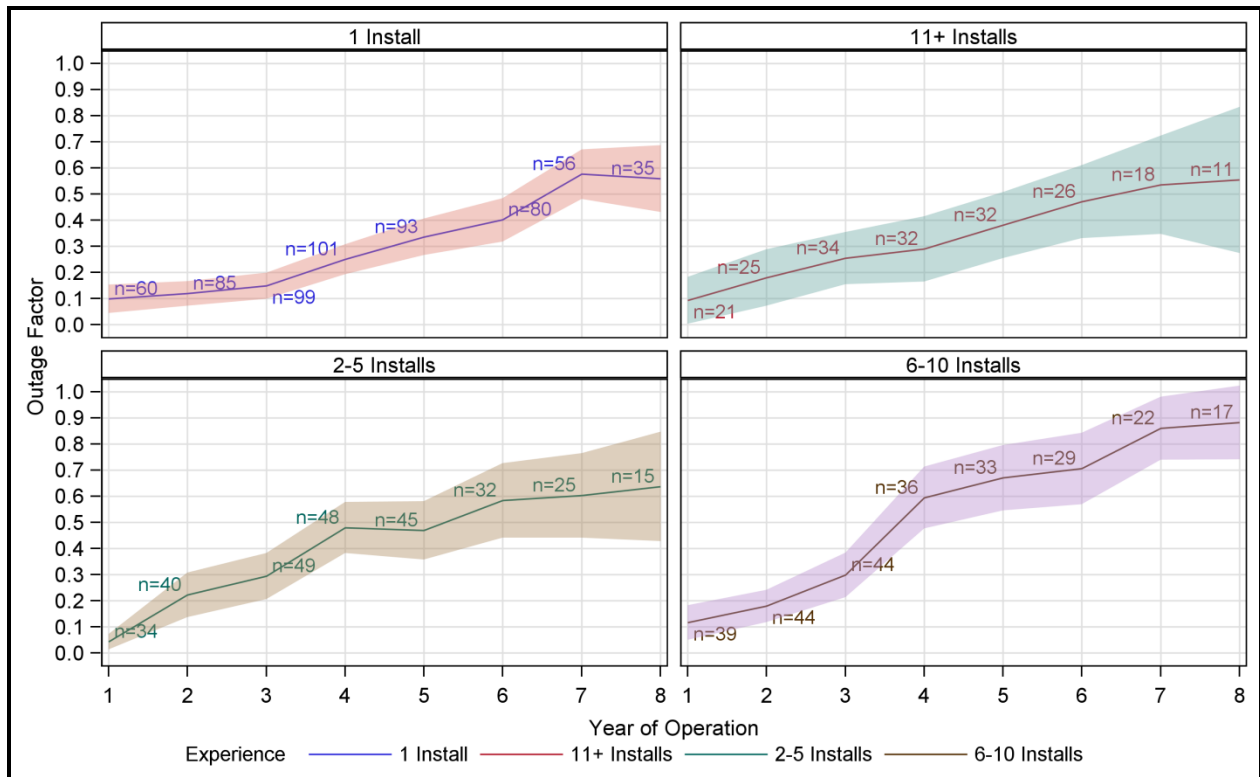 1 Install
11+ Installs
1.0
0.9
0.8
0.7
0.6
0.5
0.4
0.3
0.2
0.1
0.0
n=60
n=85
n=99
n=101
n=93
n=80
n=56
n=35
n=21
n=25
n=34
n=32
n=32
n=26
n=18
n=11
Outage Factor
2-5 Installs
6-10 Installs
1.0
0.9
0.8
0.7
0.6
0.5
0.4
0.3
0.2
0.1
0.0
n=34
n=40
n=49
n=48
n=45
n=32
n=25
n=15
n=39
n=44
n=44
n=36
n=33
n=29
n=22
n=17
1 2 3 4 5 6 7 8
1 2 3 4 5 6 7 8
Year of Operation
Experience 1 Install 11+ Installs 2-5 Installs 6-10 Installs